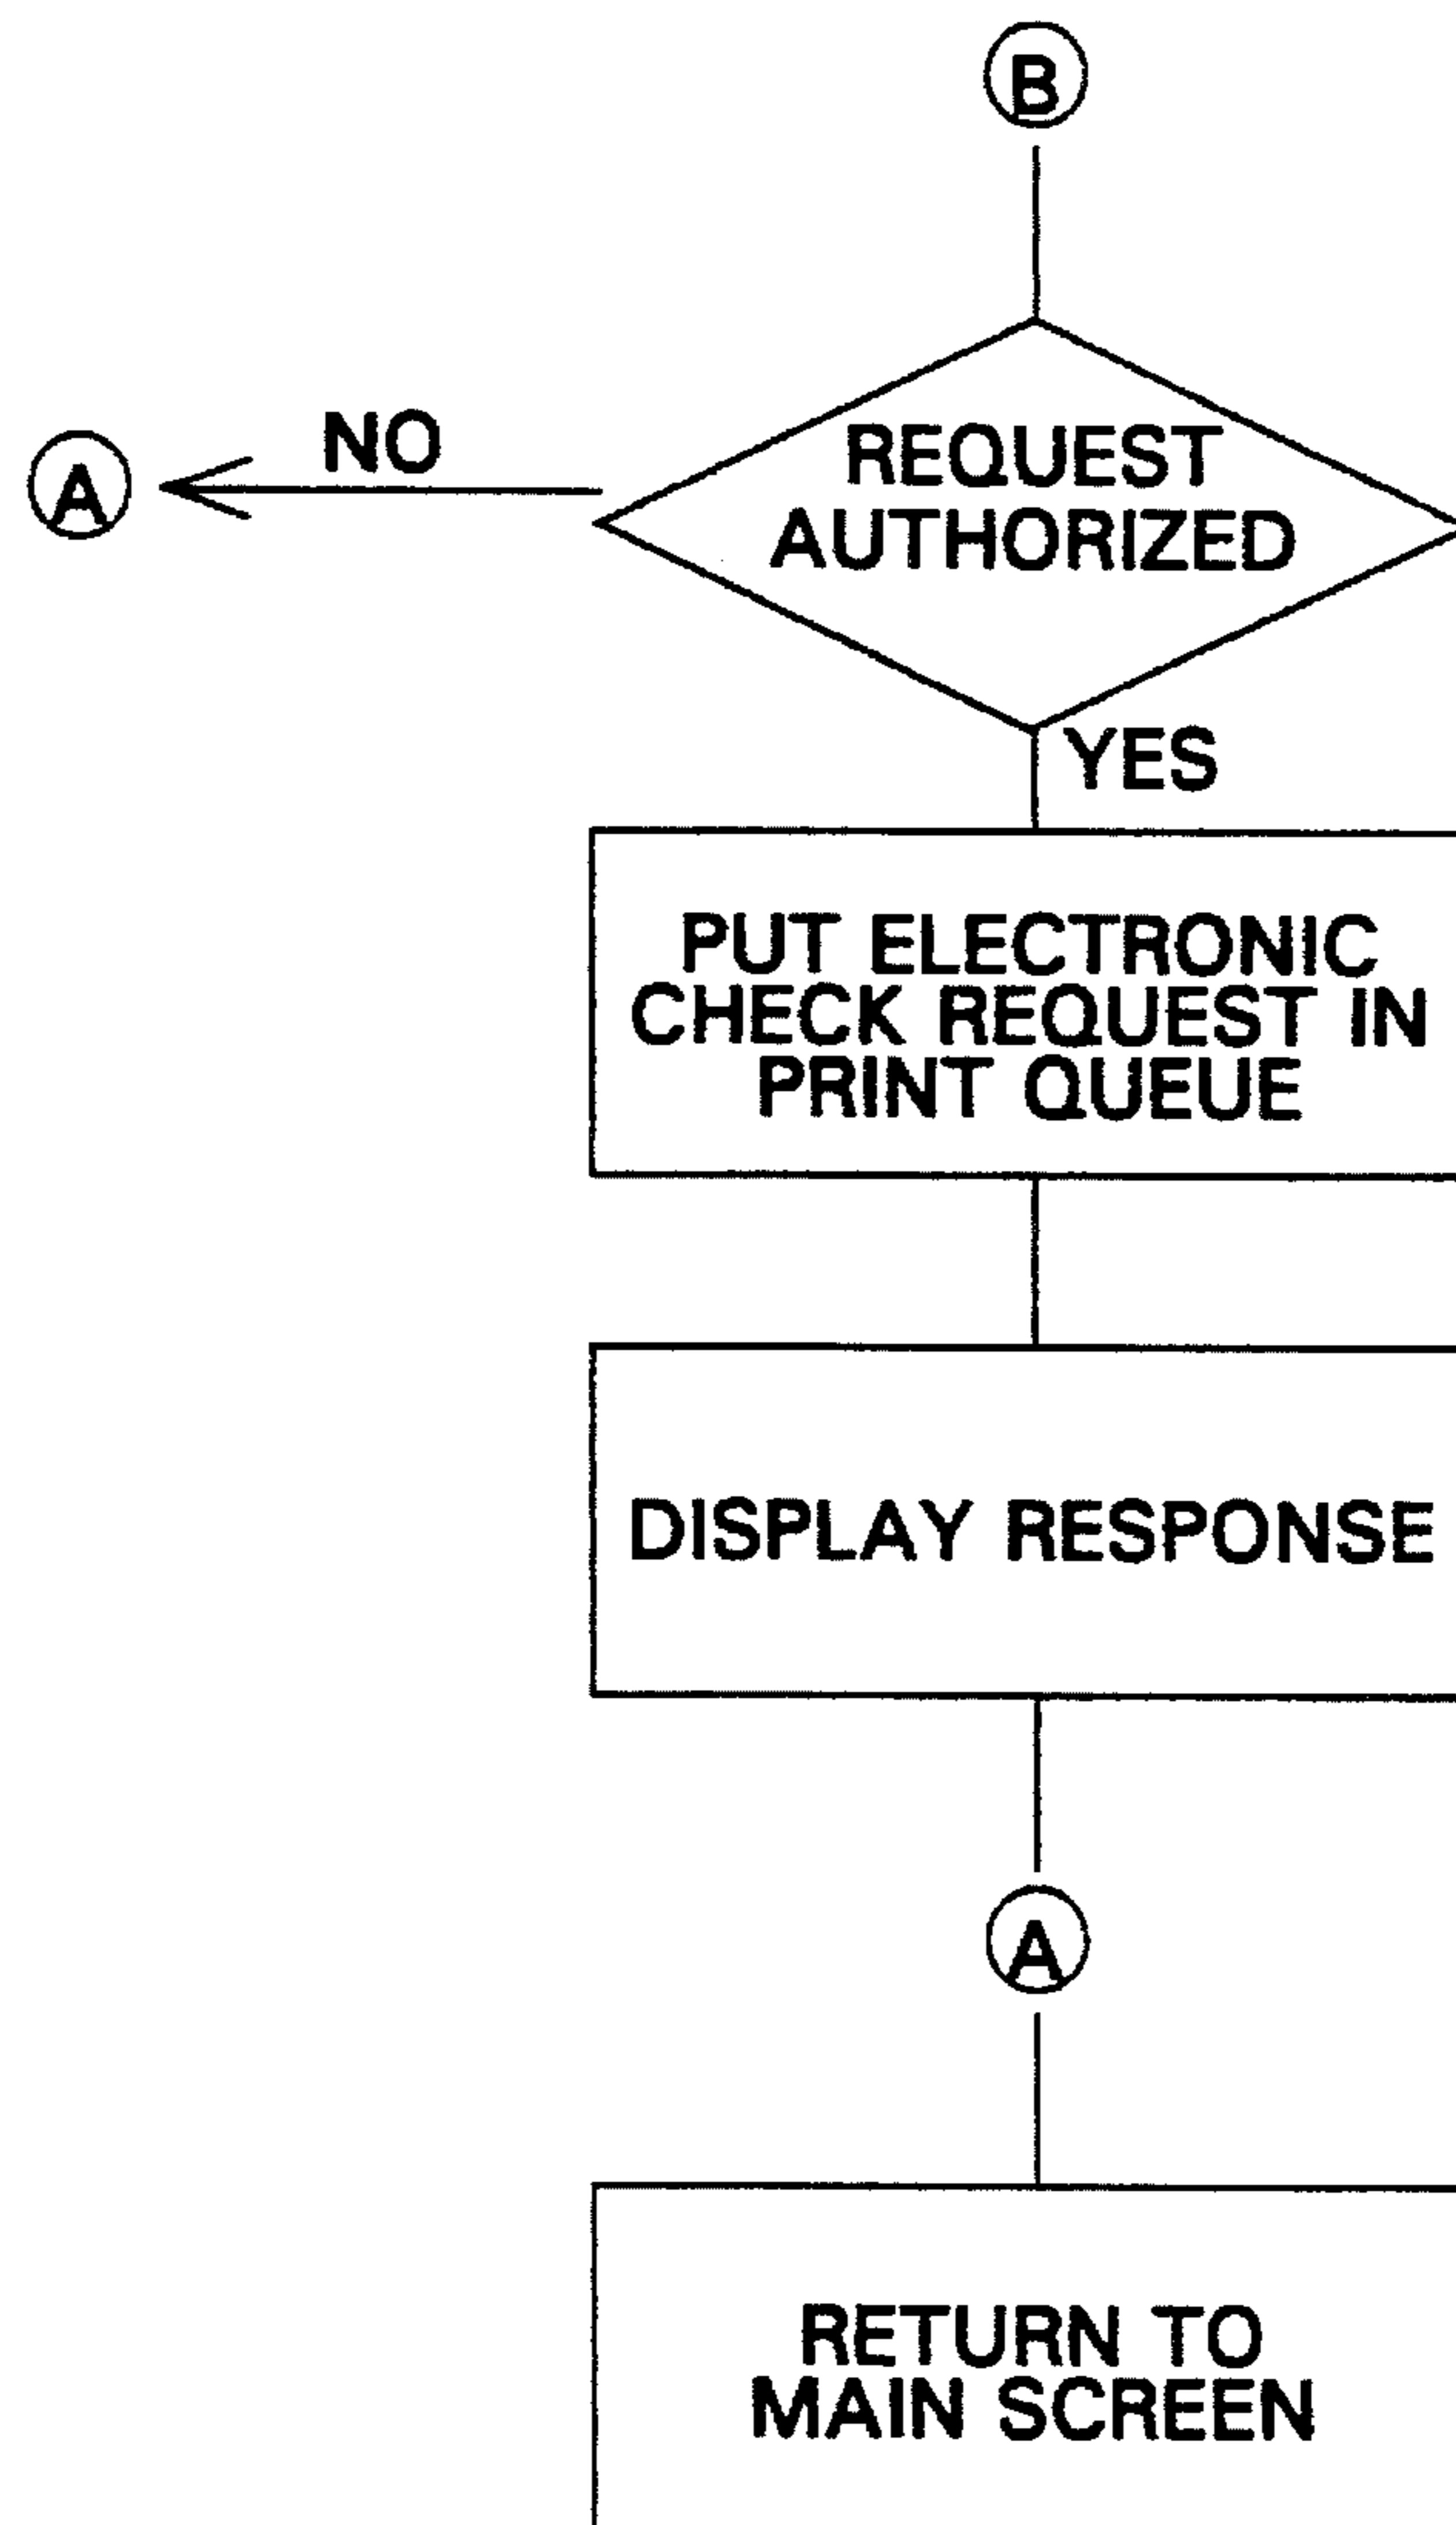 B
NO
A
REQUEST
AUTHORIZED
YES
PUT ELECTRONIC
CHECK REQUEST IN
PRINT QUEUE
DISPLAY RESPONSE
A
RETURN TO
MAIN SCREEN